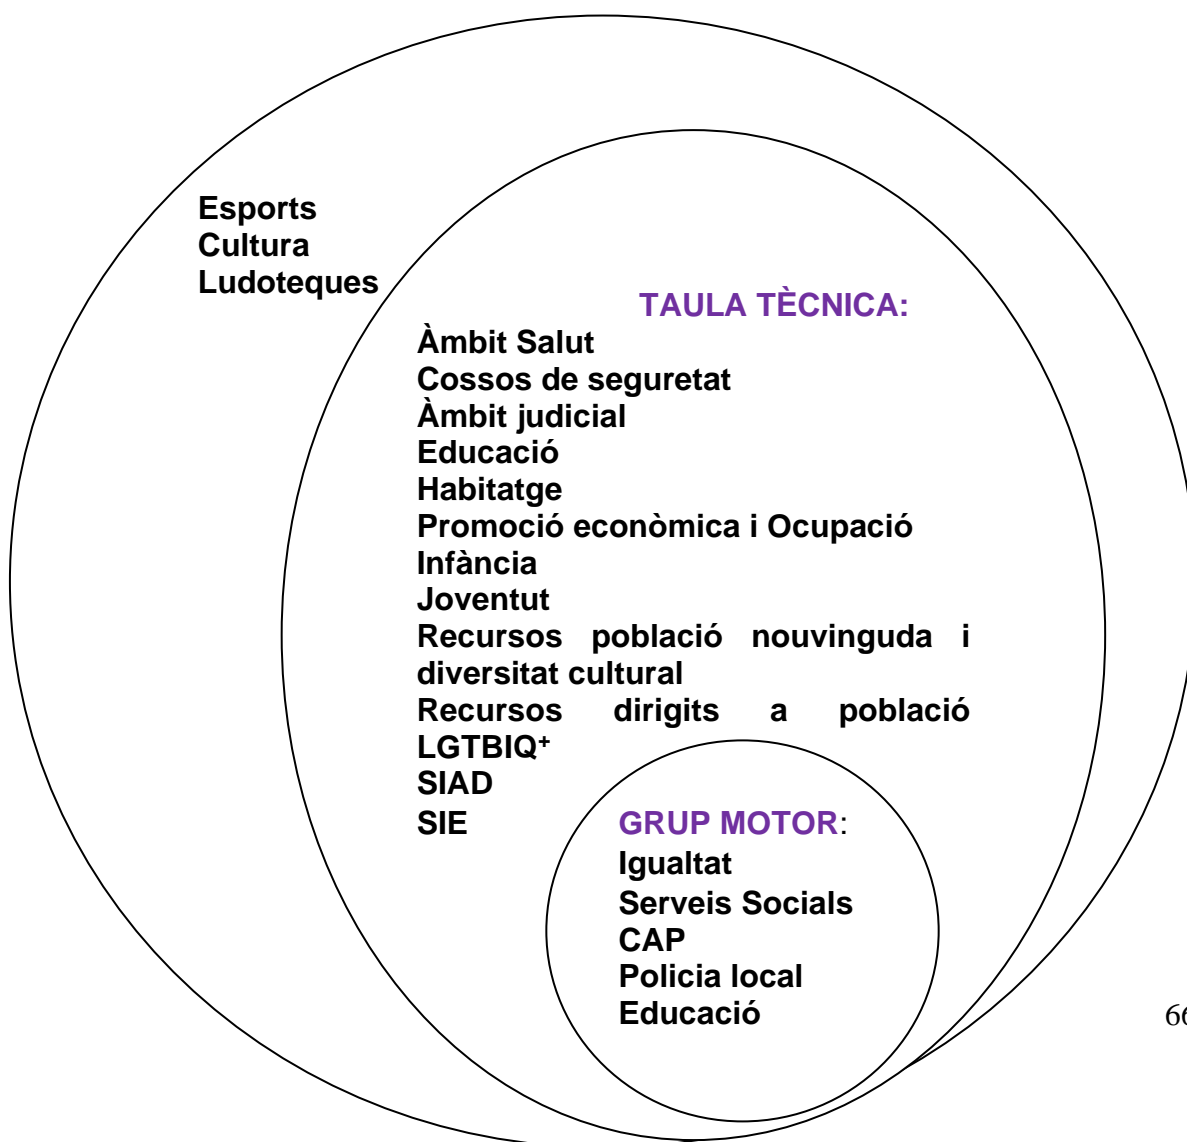 Esports
Cultura
Ludoteques
TAULA TÈCNICA:
Àmbit Salut
Cossos de seguretat
Àmbit judicial
Educació
Habitatge
Promoció econòmica i Ocupació
Infància
Joventut
Recursos població nouvinguda i
diversitat cultural
Recursos dirigits a població
LGTBIQ⁺
SIAD
SIE
GRUP MOTOR:
Igualtat
Serveis Socials
CAP
Policia local
Educació